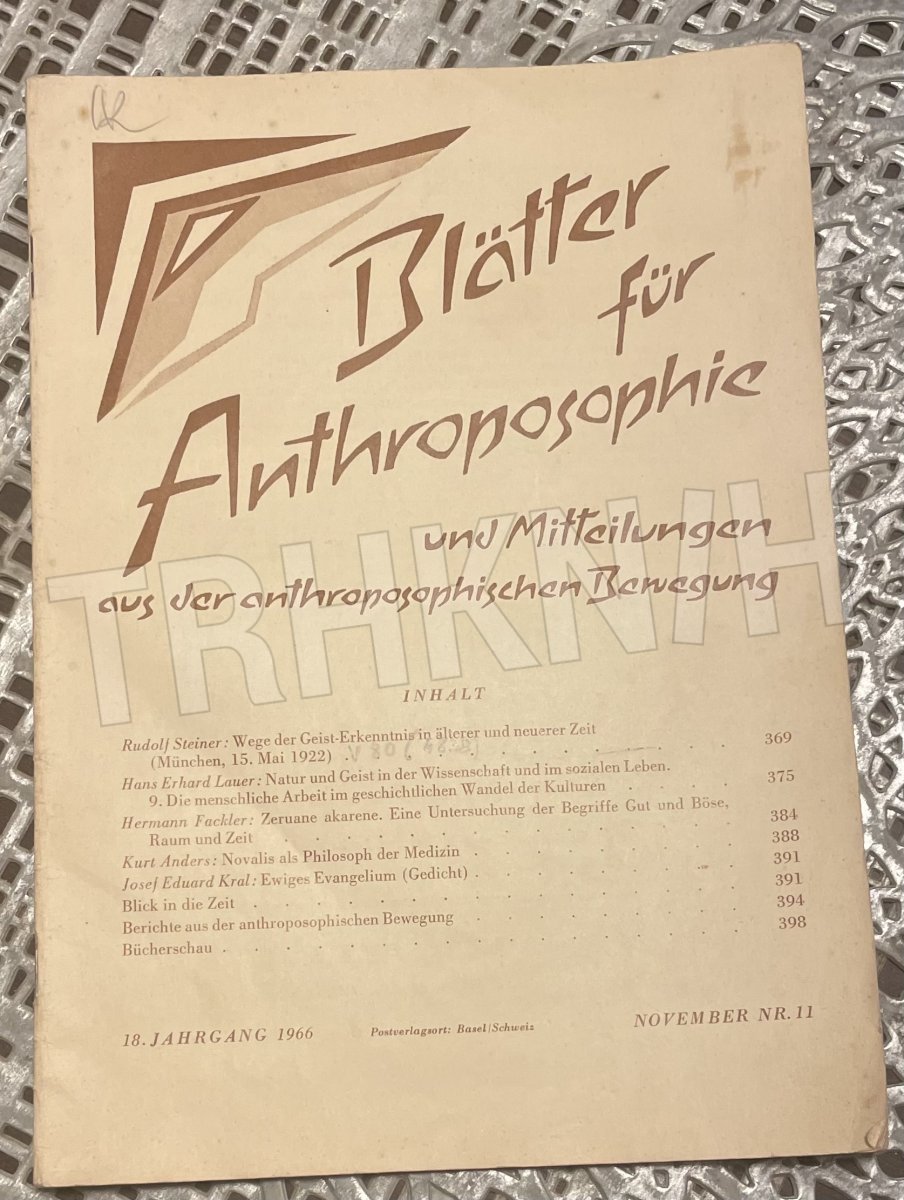 Blätter
für
Anthroposophie
und Mitteilungen
aus der anthroposophischen Bewegung
TRHKN/H
INHALT
Rudolf Steiner: Wege der Geist-Erkenntnis in älterer und neuerer Zeit
(München, 15. Mai 1922) . . . . . . . . 369
Hans Erhard Lauer: Natur und Geist in der Wissenschaft und im sozialen Leben.
9. Die menschliche Arbeit im geschichtlichen Wandel der Kulturen . . . . 375
Hermann Fackler: Zeruane akarene. Eine Untersuchung der Begriffe Gut und Böse,
Raum und Zeit . . . . . . . . . 384
Kurt Anders: Novalis als Philosoph der Medizin . . . . . . 388
Josef Eduard Kral: Ewiges Evangelium (Gedicht) . . . . . . 391
Blick in die Zeit . . . . . . . . . . 391
Berichte aus der anthroposophischen Bewegung . . . . . . 394
Bücherschau . . . . . . . . . . 398
18. JAHRGANG 1966 Postverlagsort: Basel/Schweiz NOVEMBER NR. 11